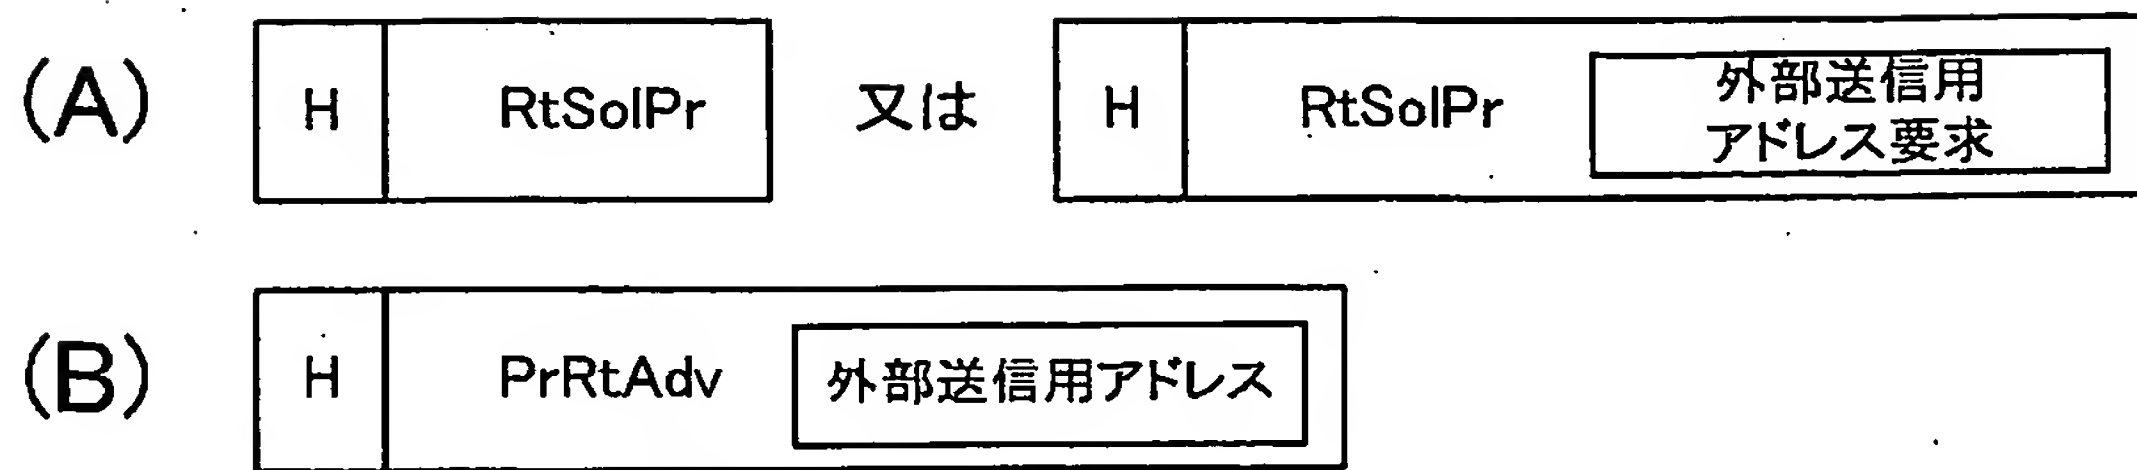 (A) H RtSolPr 又は H RtSolPr 外部送信用
アドレス要求
(B) H PrRtAdv 外部送信用アドレス